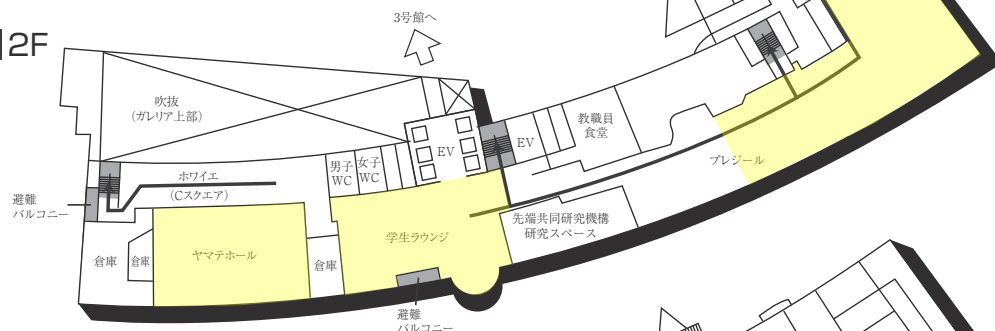 3号館へ
2F
吹抜
(ガレリア上部)
教職員
食堂
EV
EV
男子
WC
女子
WC
プレジール
ホワイエ
(Cスクエア)
避難
バルコニー
先端共同研究機構
研究スペース
学生ラウンジ
ヤマテホール
倉庫
倉庫
倉庫
避難
バルコニー